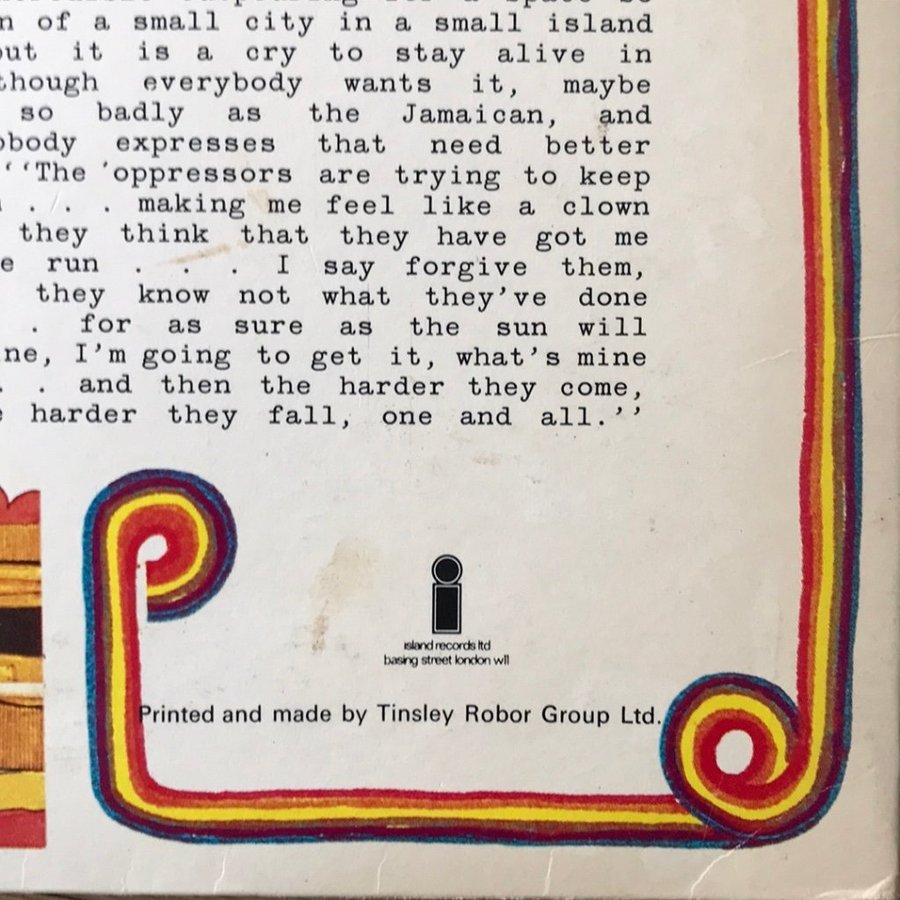 of a small city in a small island
but it is a cry to stay alive in
though everybody wants it, maybe
so badly as the Jamaican, and
nobody expresses that need better
‘‘The 'oppressors are trying to keep
. . . making me feel like a clown
they think that they have got me
run . . . I say forgive them,
they know not what they've done
. for as sure as the sun will
I'm going to get it, what's mine
. . and then the harder they come,
harder they fall, one and all.’’
i
island records ltd
basing street london w11
Printed and made by Tinsley Robor Group Ltd.